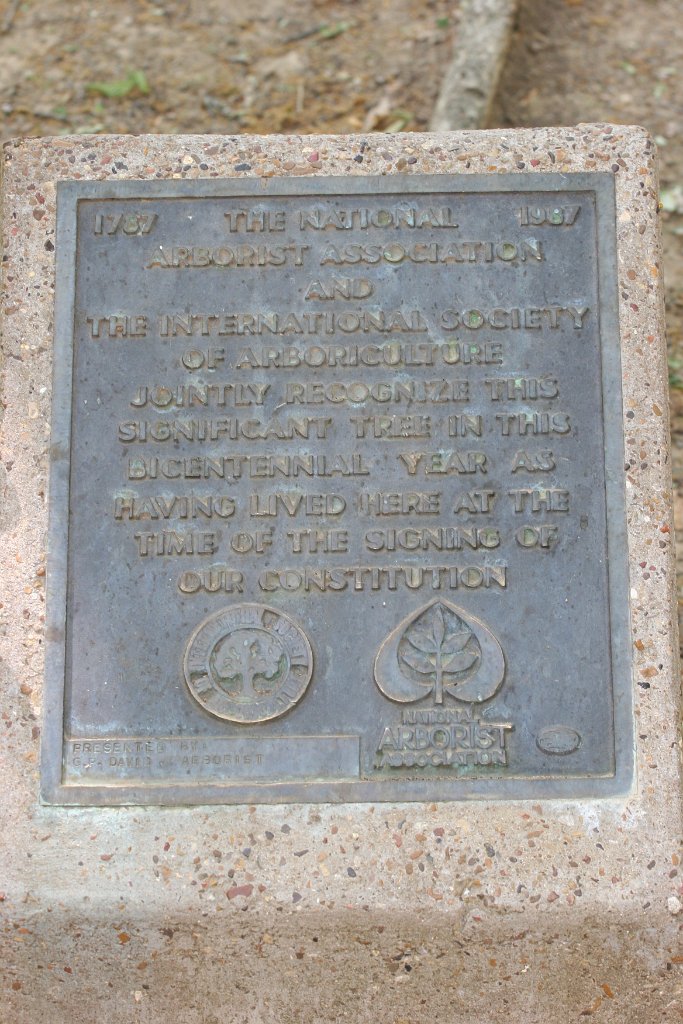 1787 THE NATIONAL 1987
ARBORIST ASSOCIATION
AND
THE INTERNATIONAL SOCIETY
OF ARBORICULTURE
JOINTLY RECOGNIZE THIS
SIGNIFICANT TREE IN THIS
BICENTENNIAL YEAR AS
HAVING LIVED HERE AT THE
TIME OF THE SIGNING OF
OUR CONSTITUTION
NATIONAL
ARBORIST
ASSOCIATION
PRESENTED BY
G.P. DAVID ARBORIST